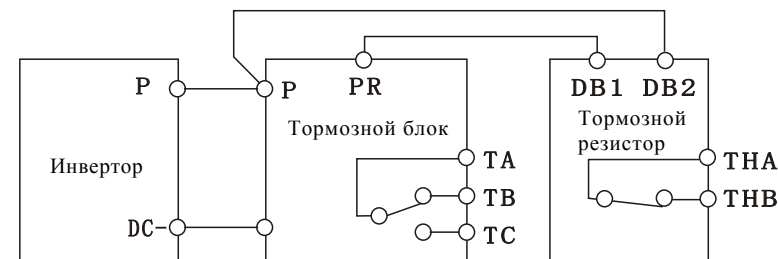 P
P
PR
DB1
DB2
Тормозной блок
Тормозной
резистор
Инвертор
TA
TB
TC
THA
THB
DC-